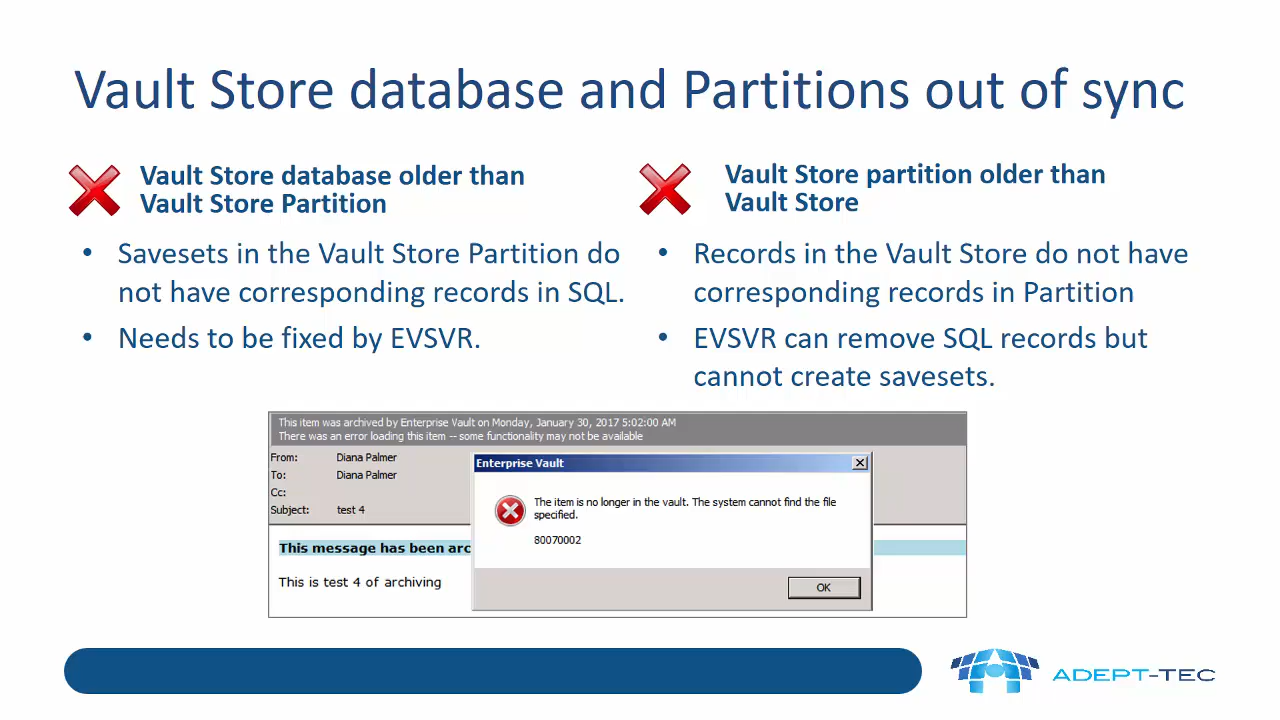 Vault Store database and Partitions out of sync
Vault Store database older than
Vault Store Partition
• Savesets in the Vault Store Partition do
not have corresponding records in SQL.
• Needs to be fixed by EVSVR.
Vault Store partition older than
Vault Store
• Records in the Vault Store do not have
corresponding records in Partition
• EVSVR can remove SQL records but
cannot create savesets.
This item was archived by Enterprise Vault on Monday, January 30, 2017 5:02:00 AM
There was an error loading this item -- some functionality may not be available
From: Diana Palmer
To: Diana Palmer
Cc:
Subject: test 4
This message has been arc
This is test 4 of archiving
Enterprise Vault
The item is no longer in the vault. The system cannot find the file
specified.
80070002
OK
ADEPT-TEC